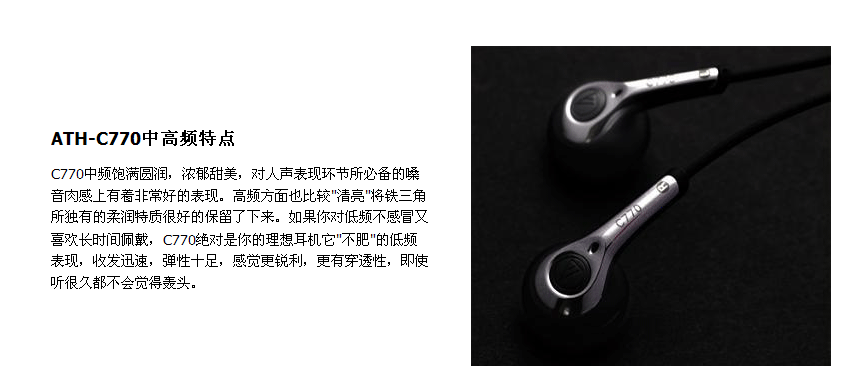 ATH-C770中高频特点
C770中频饱满圆润，浓郁甜美，对人声表现环节所必备的嗓
音肉感上有着非常好的表现。高频方面也比较"清亮"将铁三角
所独有的柔润特质很好的保留了下来。如果你对低频不感冒又
喜欢长时间佩戴，C770绝对是你的理想耳机它"不肥"的低频
表现，收发迅速，弹性十足，感觉更锐利，更有穿透性，即使
听很久都不会觉得轰头。
R
C770